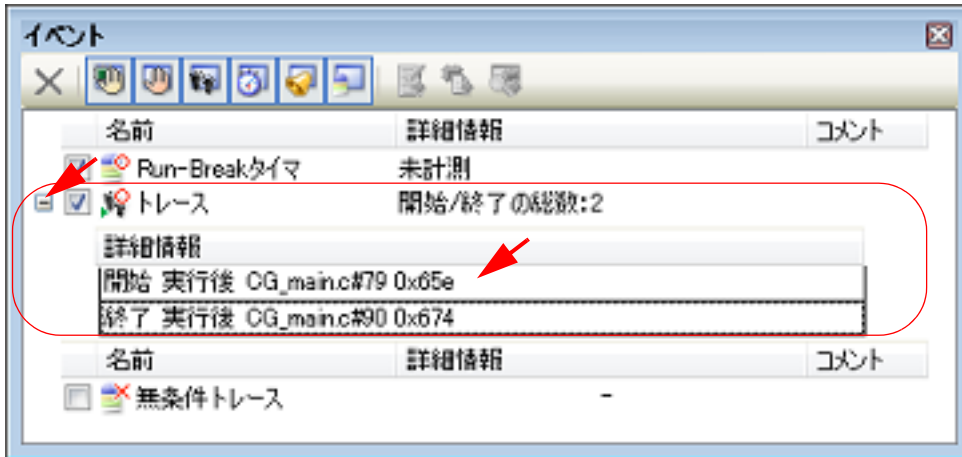 イベント
名前 詳細情報 コメント
Run-Breakタイマ 未計測
トレース 開始/終了の総数:2
詳細情報
開始 実行後 CG_main.c#79 0x65e
終了 実行後 CG_main.c#90 0x674
名前 詳細情報 コメント
無条件トレース -